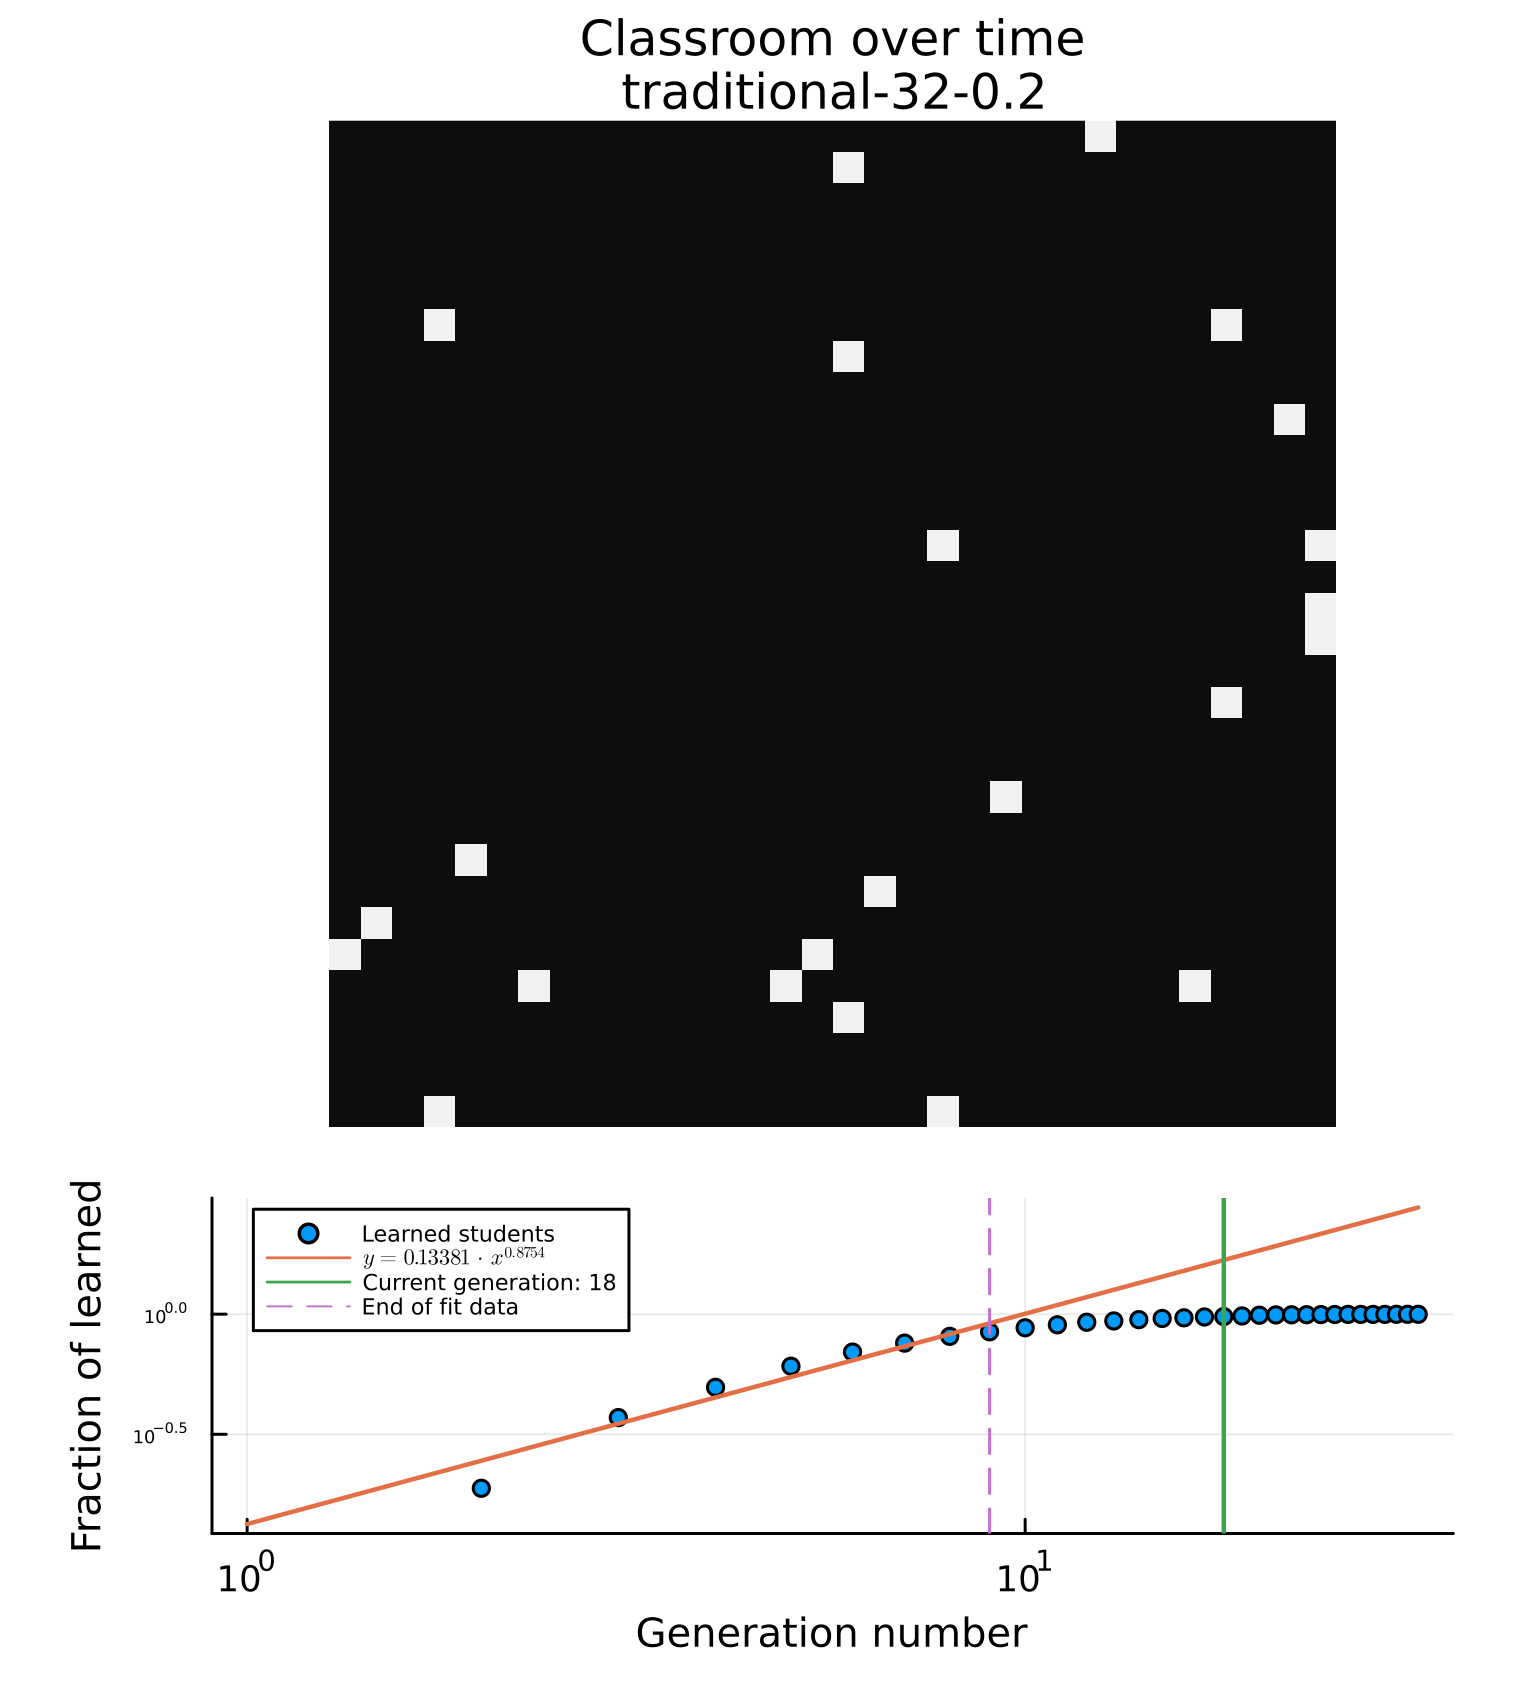 Classroom over time
traditional-32-0.2
Fraction of learned
Learned students
y = 0.13381 · x^0.8754
Current generation: 18
End of fit data
10^0.0
10^−0.5
10^0
10^1
Generation number